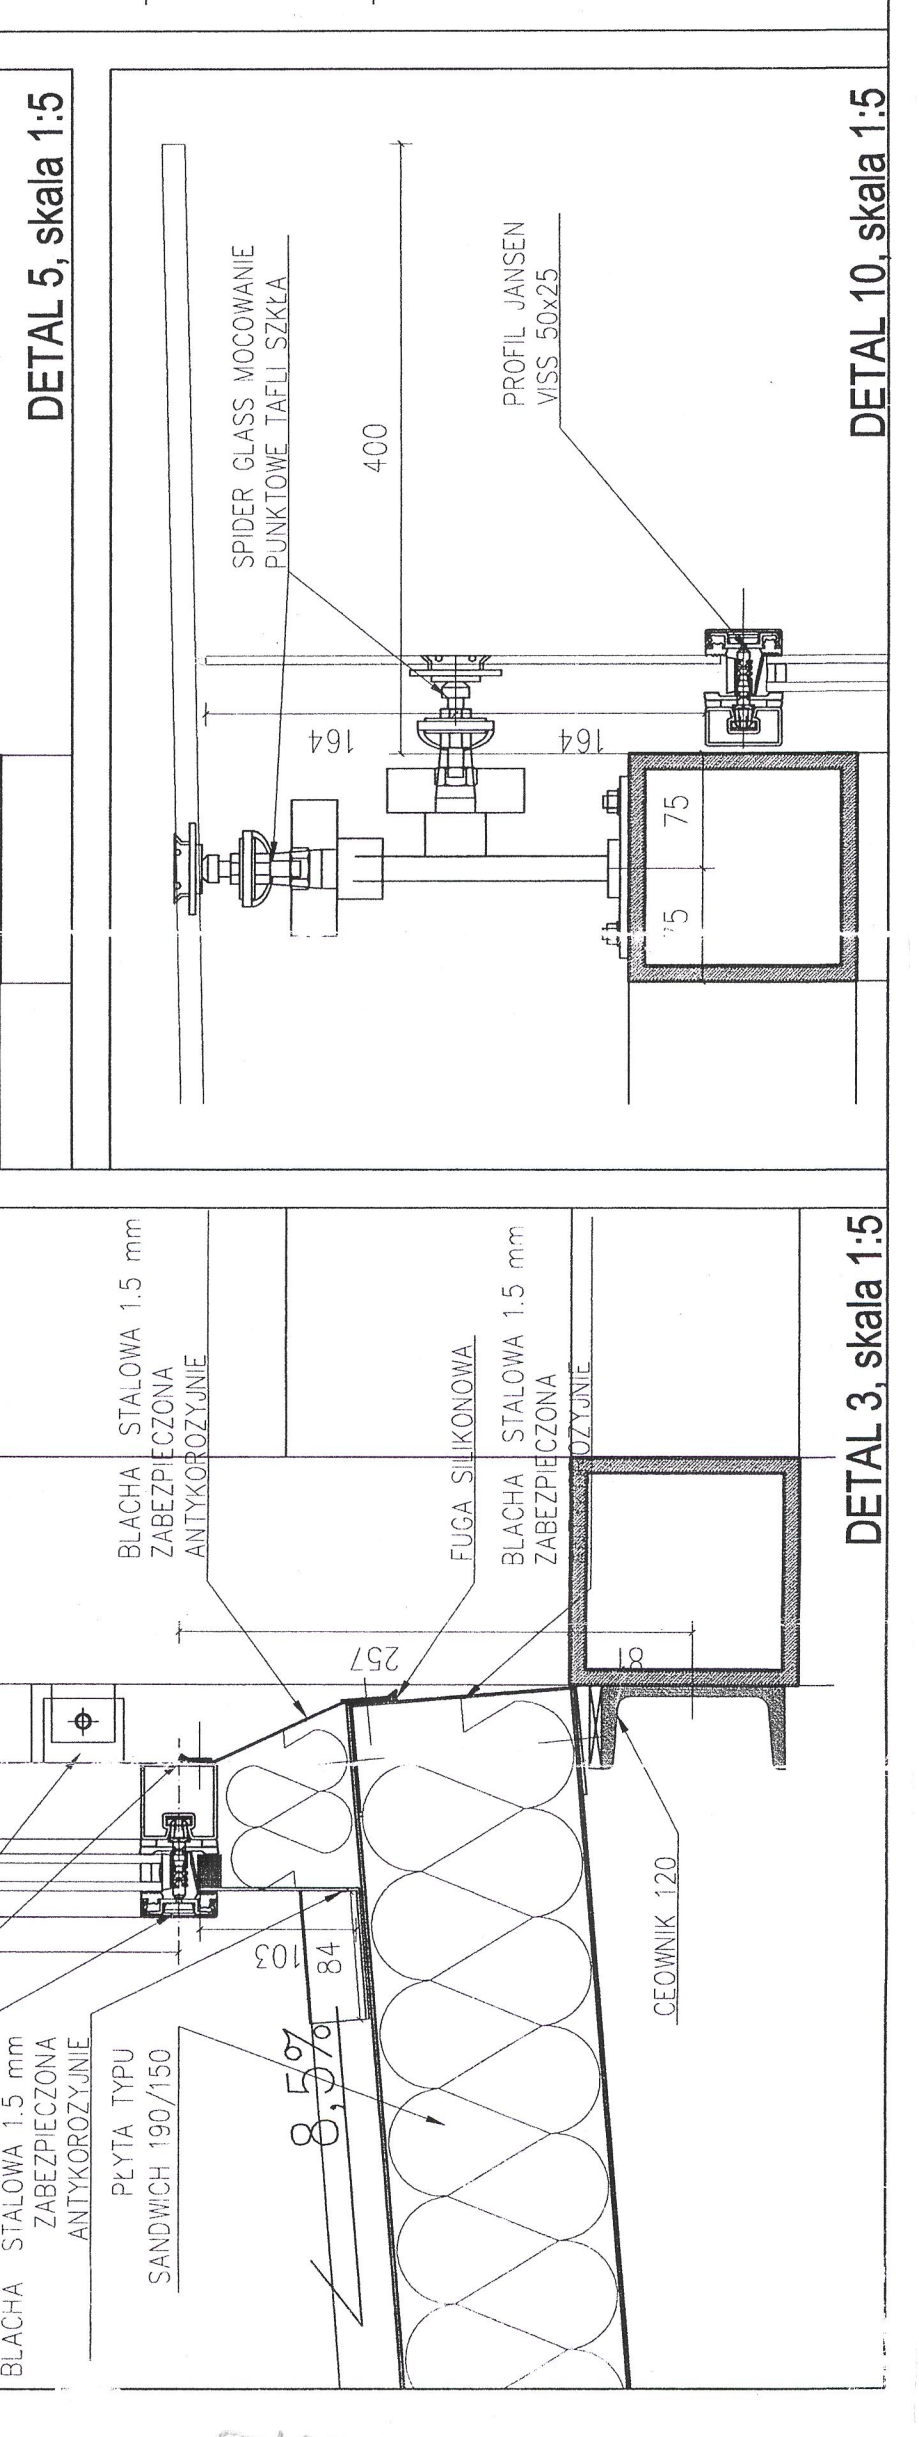 DETAL 5, skala 1:5
SPIDER GLASS MOCOWANIE
PUNKTOWE TAFLI SZKŁA
400
PROFIL JANSEN
VISS 50x25
164
164
75
75
DETAL 10, skala 1:5
BLACHA STALOWA 1.5 mm
ZABEZPIECZONA
ANTYKOROZYJNIE
FUGA SILIKONOWA
BLACHA STALOWA 1.5 mm
ZABEZPIECZONA
OZYJNIE
257
81
103
84
8,5%
CEOWNIK 120
BLACHA STALOWA 1.5 mm
ZABEZPIECZONA
ANTYKOROZYJNIE
PŁYTA TYPU
SANDWICH 190/150
DETAL 3, skala 1:5